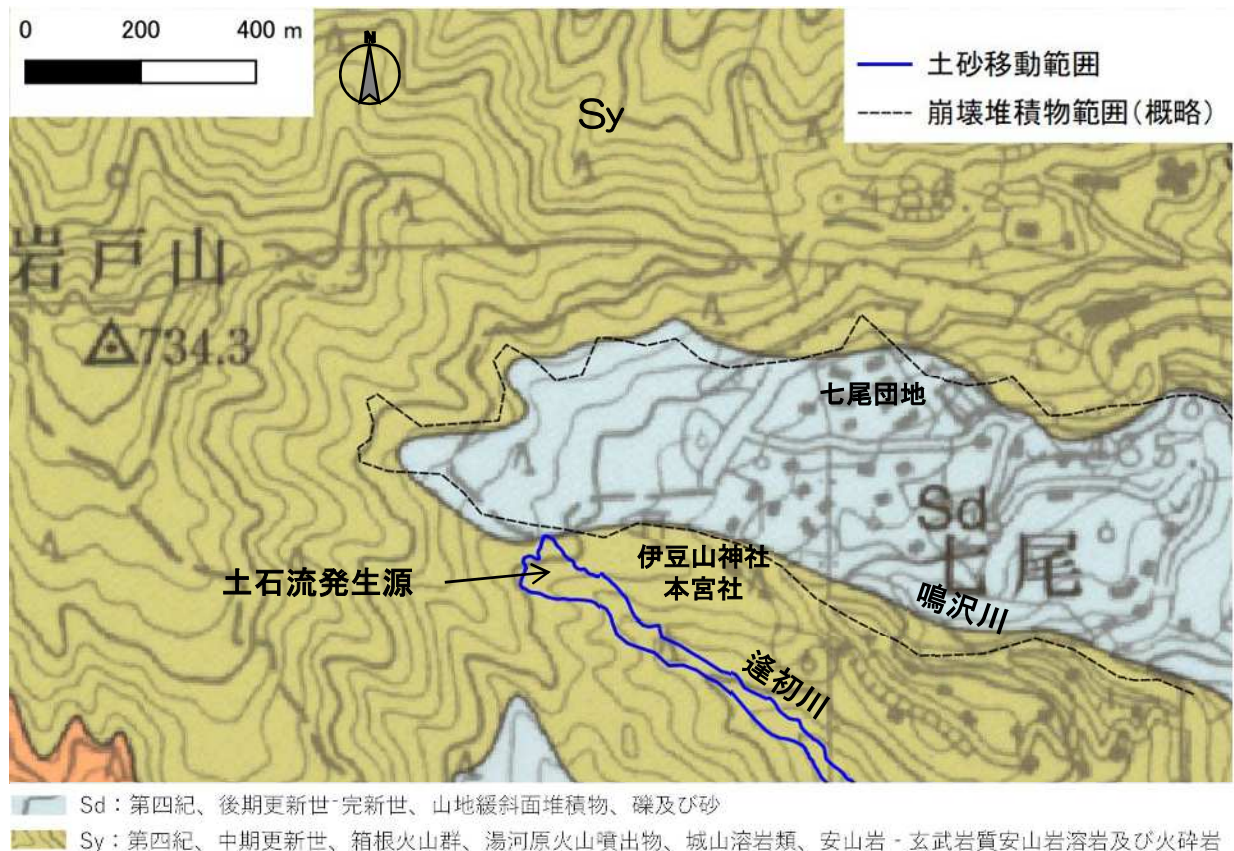 0 200 400 m
N
土砂移動範囲
崩壊堆積物範囲(概略)
Sy
岩戸山
734.3
七尾団地
Sd
七尾
伊豆山神社
本宮社
土石流発生源
鳴沢川
逢初川
Sd：第四紀、後期更新世-完新世、山地緩斜面堆積物、礫及び砂
Sy：第四紀、中期更新世、箱根火山群、湯河原火山噴出物、城山溶岩類、安山岩 - 玄武岩質安山岩溶岩及び火砕岩